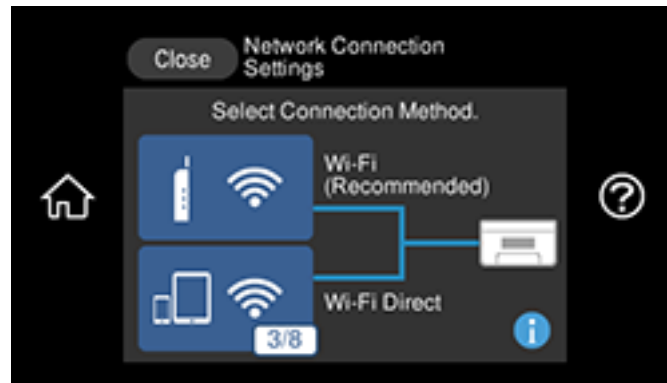 Close
Network Connection
Settings
Select Connection Method.
Wi-Fi
(Recommended)
Wi-Fi Direct
3/8
i
?